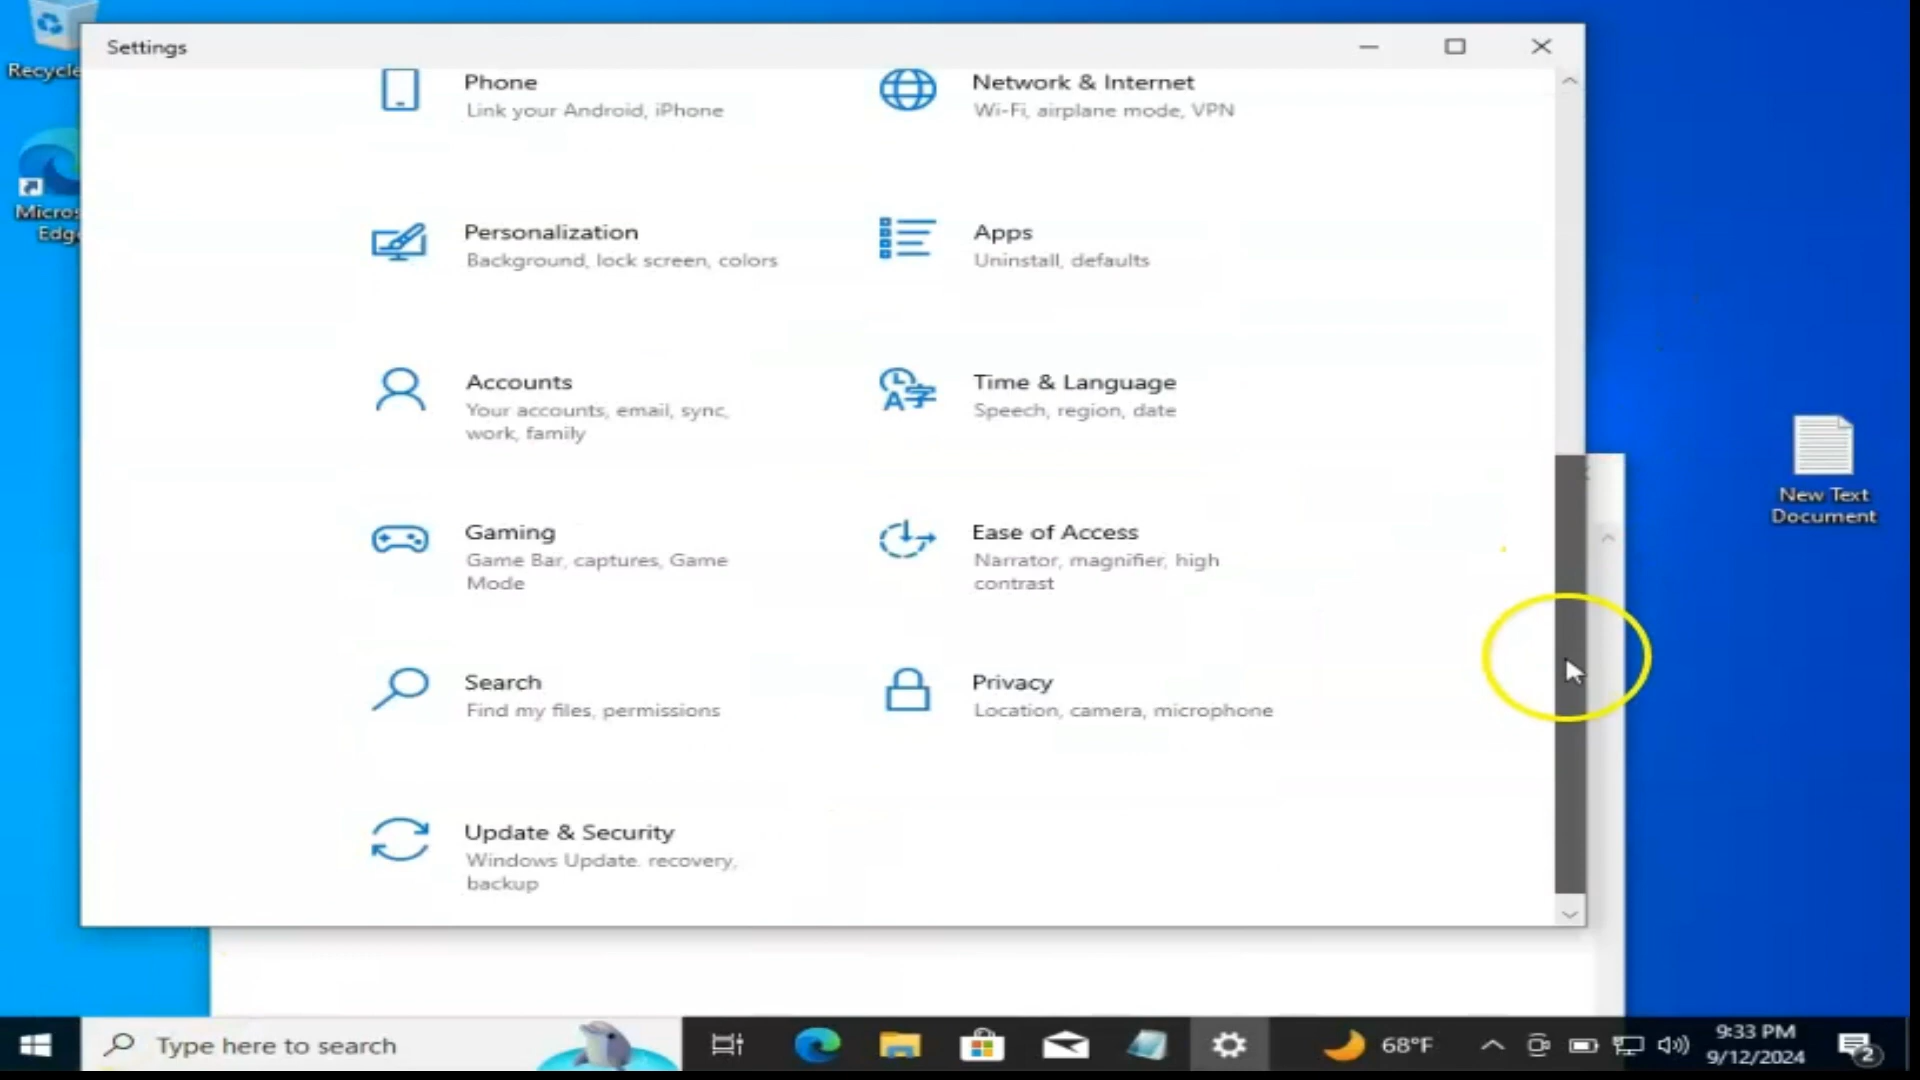 Settings
Recycle
Phone
Link your Android, iPhone
Network & Internet
Wi-Fi, airplane mode, VPN
Micros
Edge
Personalization
Background, lock screen, colors
Apps
Uninstall, defaults
Accounts
Your accounts, email, sync,
work, family
Time & Language
Speech, region, date
New Text
Document
Gaming
Game Bar, captures, Game
Mode
Ease of Access
Narrator, magnifier, high
contrast
Search
Find my files, permissions
Privacy
Location, camera, microphone
Update & Security
Windows Update. recovery,
backup
Type here to search
68°F
9:33 PM
9/12/2024
2